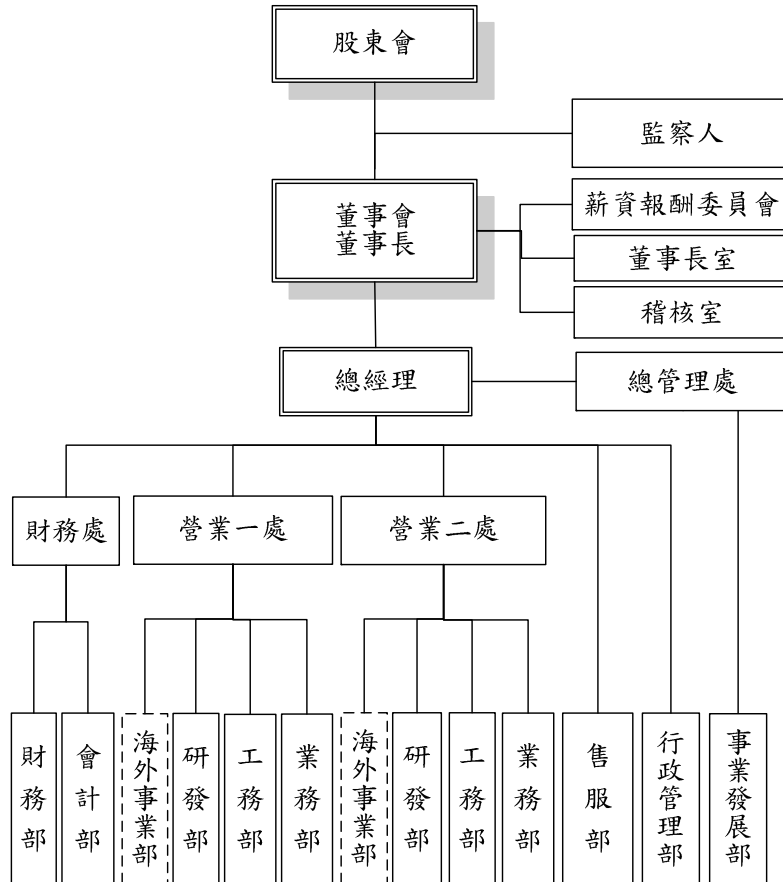 股東會
監察人
董事會
董事長
薪資報酬委員會
董事長室
稽核室
總經理
總管理處
財務處
營業一處
營業二處
財務部
會計部
海外事業部
研發部
工務部
業務部
海外事業部
研發部
工務部
業務部
售服部
行政管理部
事業發展部